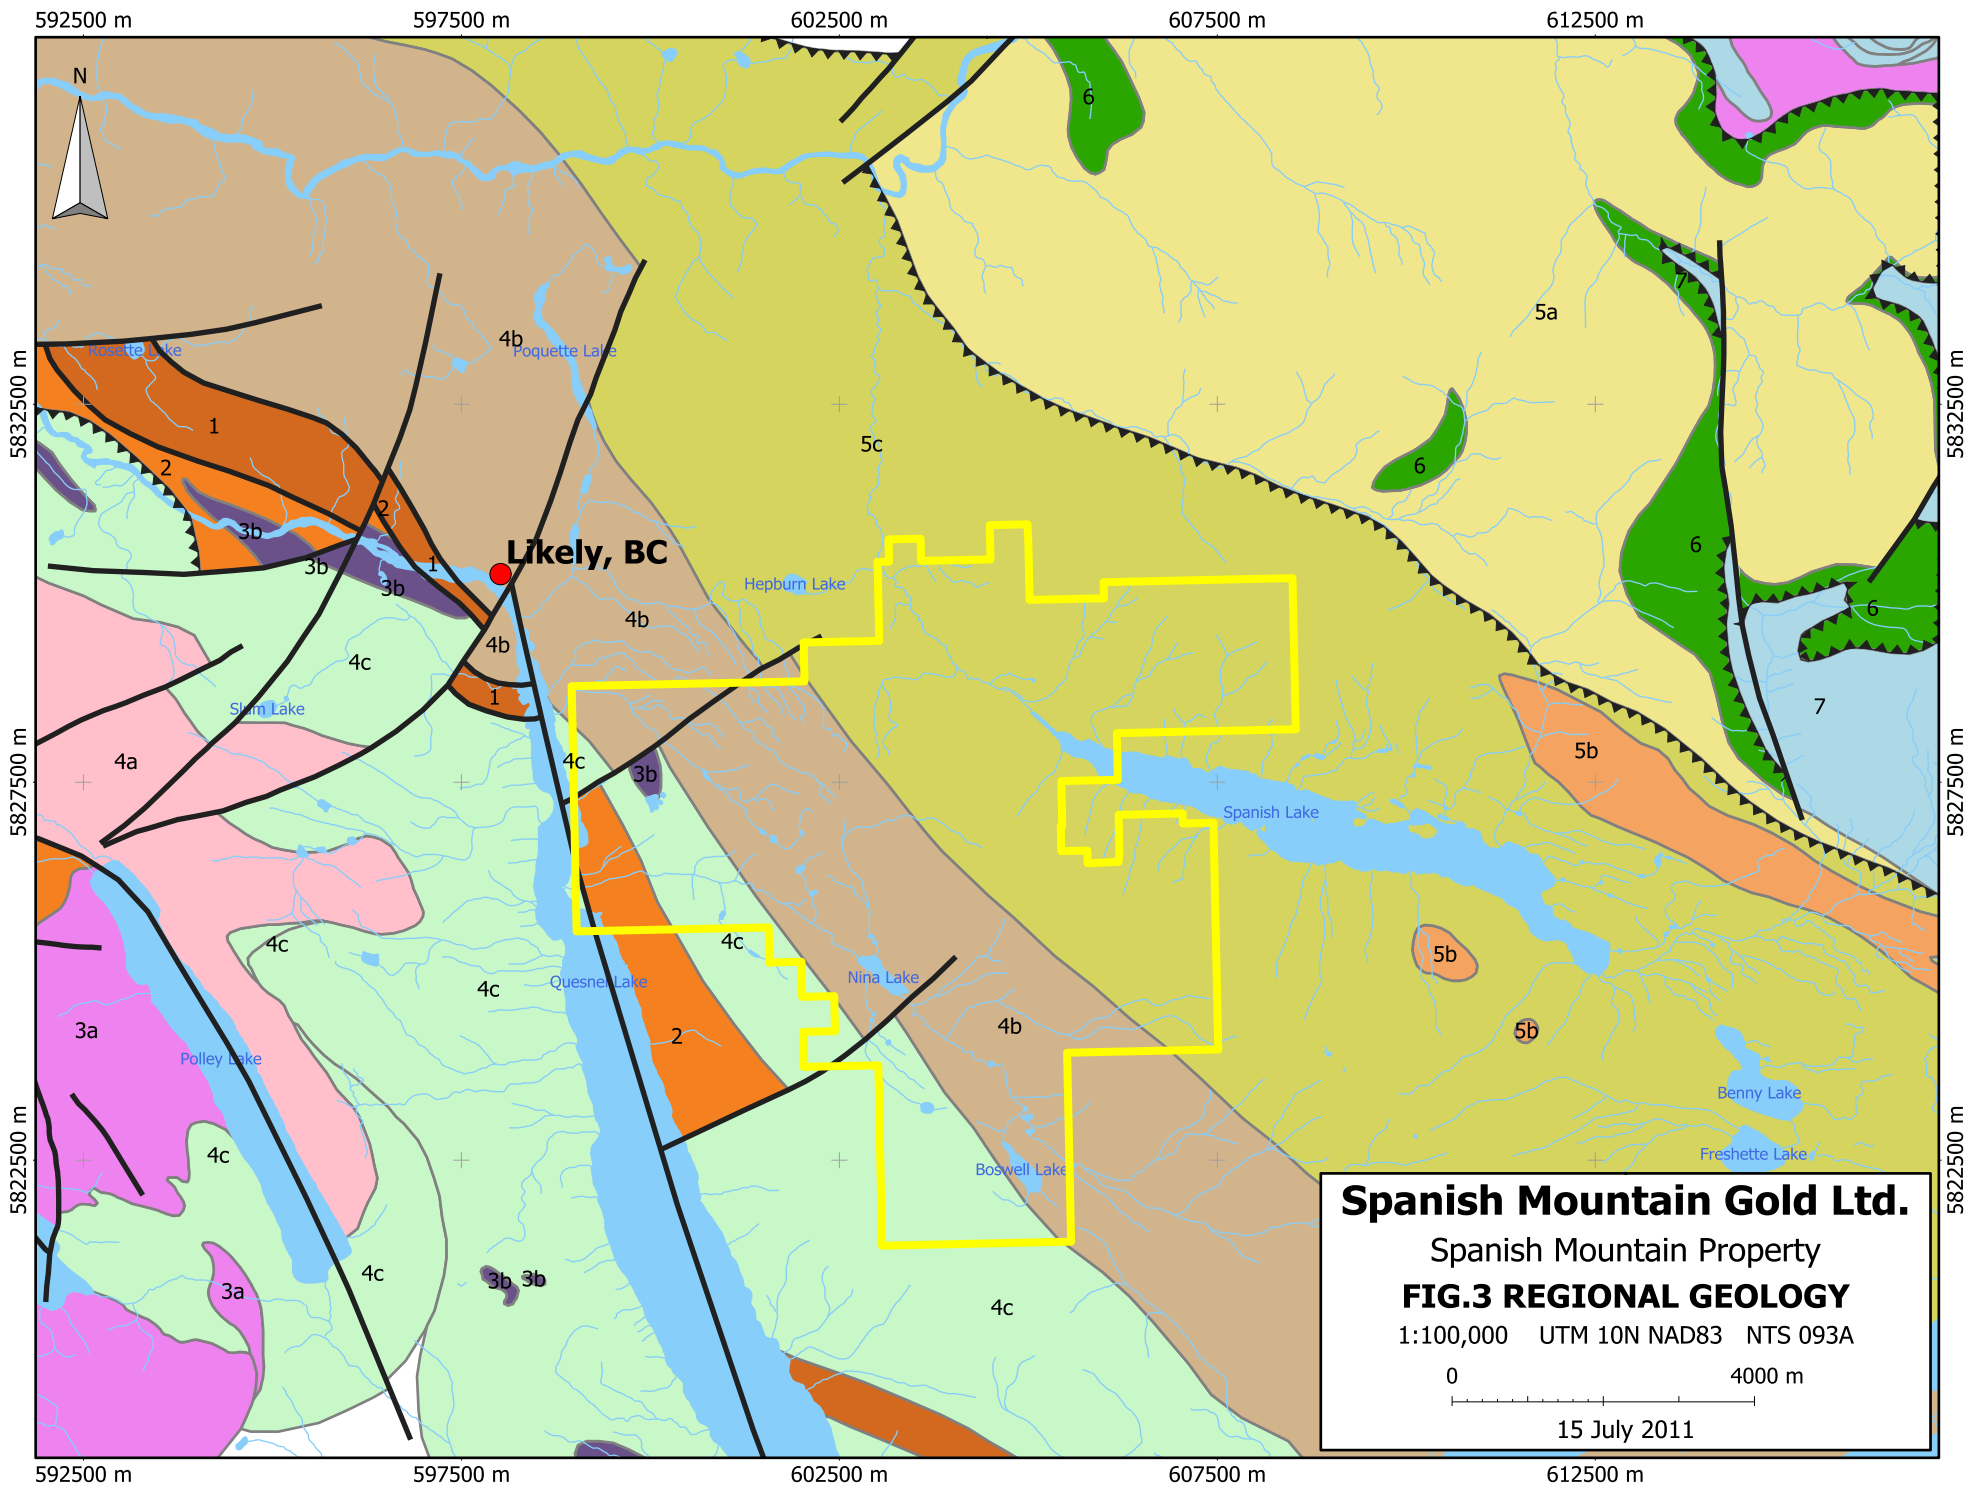 592500 m
597500 m
602500 m
607500 m
612500 m
N
6
7
5a
4b
Rosette Lake
Poquette Lake
5832500 m
5832500 m
1
5c
2
6
2
3b
6
Likely, BC
3b
1
3b
Hepburn Lake
6
4b
4b
4c
1
Slum Lake
7
4a
4c
3b
5b
5827500 m
5827500 m
Spanish Lake
4c
4c
5b
4c
Quesnel Lake
Nina Lake
3a
2
4b
5b
Polley Lake
Benny Lake
4c
Boswell Lake
Freshette Lake
5822500 m
5822500 m
4c
3b
3b
3a
4c
Spanish Mountain Gold Ltd.
Spanish Mountain Property
FIG.3 REGIONAL GEOLOGY
1:100,000 UTM 10N NAD83 NTS 093A
0 4000 m
15 July 2011
592500 m
597500 m
602500 m
607500 m
612500 m